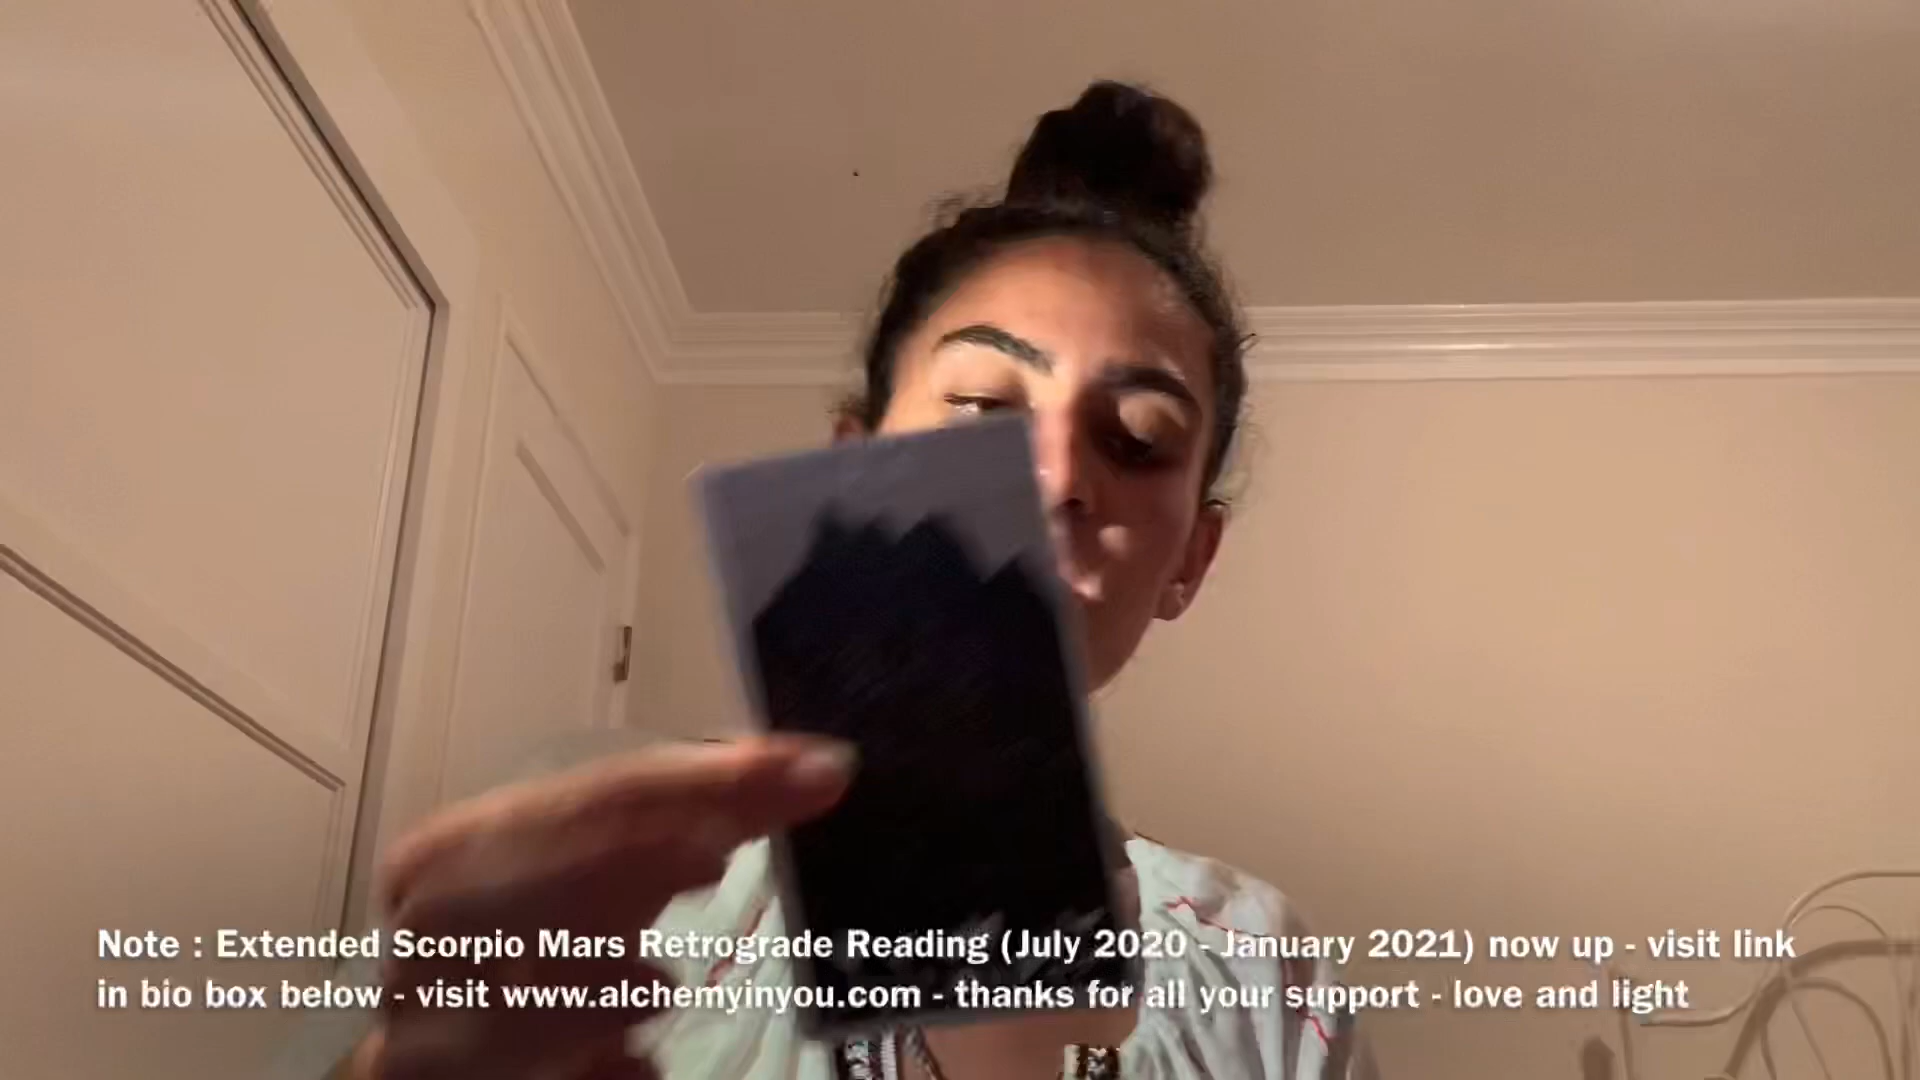 Note : Extended Scorpio Mars Retrograde Reading (July 2020 - January 2021) now up - visit link
in bio box below - visit www.alchemyinyou.com - thanks for all your support - love and light